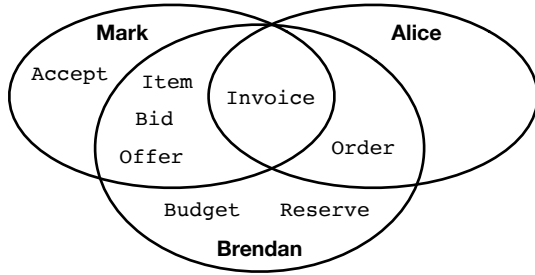 Mark
Alice
Accept
Item
Invoice
Bid
Offer
Order
Budget
Reserve
Brendan